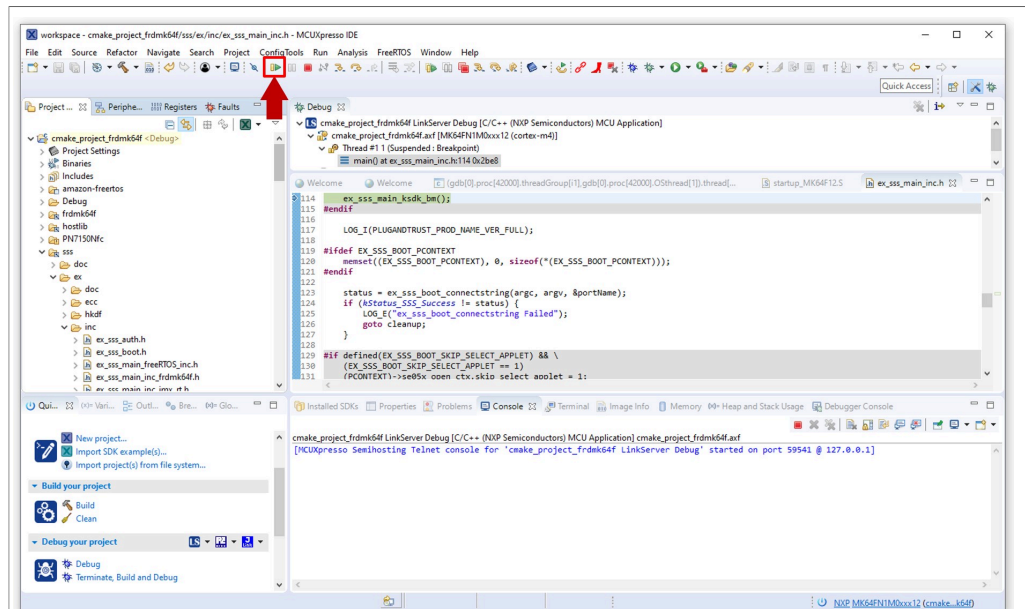 workspace - cmake_project_frdmk64f/sss/ex/inc/ex_sss_main_inc.h - MCUXpresso IDE
File Edit Source Refactor Navigate Search Project ConfigTools Run Analysis FreeRTOS Window Help
Quick Access
Project ... Periphe... Registers Faults
cmake_project_frdmk64f <Debug>
Project Settings
Binaries
Includes
amazon-freertos
Debug
frdmk64f
hostlib
PN7150Nfc
sss
doc
ex
doc
ecc
hkdf
inc
ex_sss_auth.h
ex_sss_boot.h
ex_sss_main_freeRTOS_inc.h
ex_sss_main_inc_frdmk64f.h
ex_sss_main_inc_imx_rt.h
Debug
cmake_project_frdmk64f LinkServer Debug [C/C++ (NXP Semiconductors) MCU Application]
cmake_project_frdmk64f.axf [MK64FN1M0xxx12 (cortex-m4)]
Thread #1 1 (Suspended : Breakpoint)
main() at ex_sss_main_inc.h:114 0x2be8
Welcome Welcome (gdb[0].proc[42000].threadGroup[i1],gdb[0].proc[42000].OSthread[1]).thread[... startup_MK64F12.S ex_sss_main_inc.h
114 ex_sss_main_ksdk_bm();
115 #endif
116
117 LOG_I(PLUGANDTRUST_PROD_NAME_VER_FULL);
118
119 #ifdef EX_SSS_BOOT_PCONTEXT
120 memset((EX_SSS_BOOT_PCONTEXT), 0, sizeof(*(EX_SSS_BOOT_PCONTEXT)));
121 #endif
122
123 status = ex_sss_boot_connectstring(argc, argv, &portName);
124 if (kStatus_SSS_Success != status) {
125 LOG_E("ex_sss_boot_connectstring Failed");
126 goto cleanup;
127 }
128
129 #if defined(EX_SSS_BOOT_SKIP_SELECT_APPLET) && \
130 (EX_SSS_BOOT_SKIP_SELECT_APPLET == 1)
131 (PCONTEXT)->se05x_open_ctx.skip_select_applet = 1;
Qui... Vari... Outl... Bre... Glo...
New project...
Import SDK example(s)...
Import project(s) from file system...
Build your project
Build
Clean
Debug your project
LS
Debug
Terminate, Build and Debug
Installed SDKs Properties Problems Console Terminal Image Info Memory Heap and Stack Usage Debugger Console
cmake_project_frdmk64f LinkServer Debug [C/C++ (NXP Semiconductors) MCU Application] cmake_project_frdmk64f.axf
[MCUXpresso Semihosting Telnet console for 'cmake_project_frdmk64f LinkServer Debug' started on port 59541 @ 127.0.0.1]
NXP MK64FN1M0xxx12 (cmake...k64f)